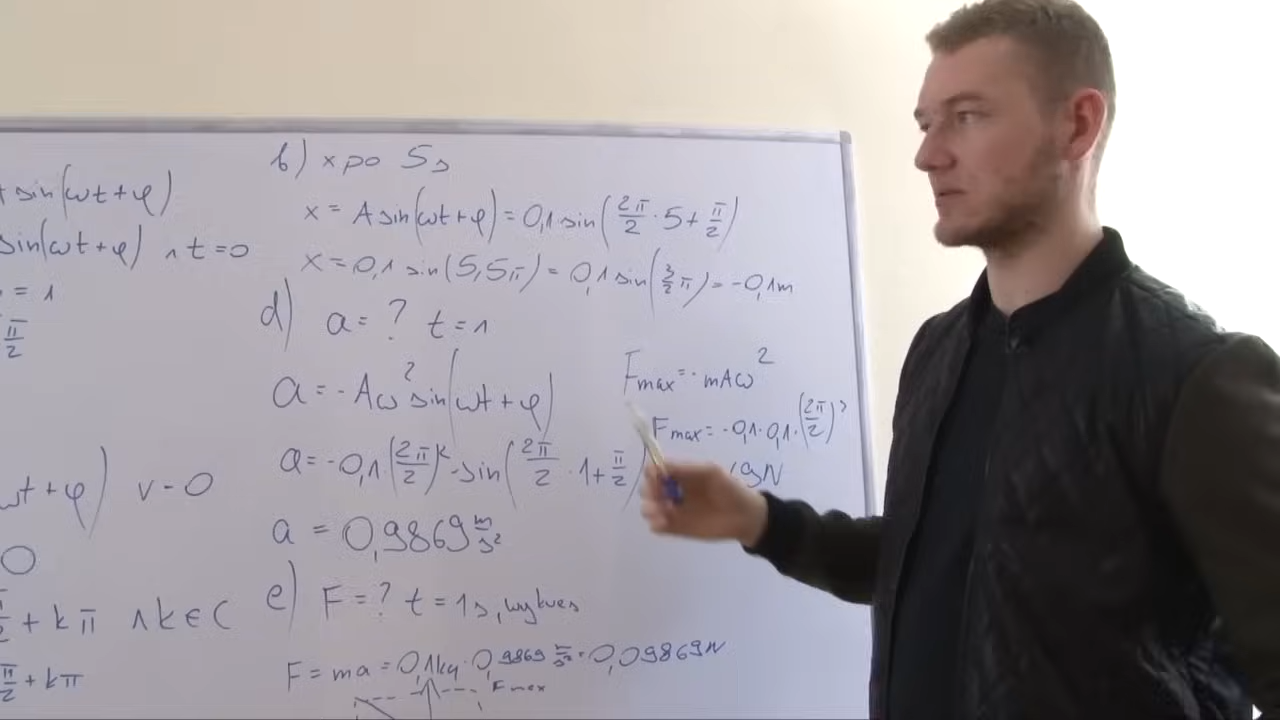 sin(ωt+φ)
sin(ωt+φ) ∧ t=0
= 1
π/2
ωt+φ) v-0
0
π/2 + kπ ∧ k∈C
π/2 + kπ
b) x po 5s
x = A sin(ωt+φ) = 0,1 sin(2π/2 · 5 + π/2)
x = 0,1 sin(5,5π) = 0,1 sin(3/2 π) = -0,1m
d) a = ? t = 1
a = -Aω² sin(ωt+φ)
a = -0,1 (2π/2)² · sin(2π/2 · 1 + π/2)
a = 0,9869 m/s²
e) F = ? t = 1s, wykres
F = ma = 0,1kg · 0,9869 m/s² = 0,09869N
Fmax
Fmax = - mAω²
Fmax = -0,1 · 0,1 · (2π/2)²
9N